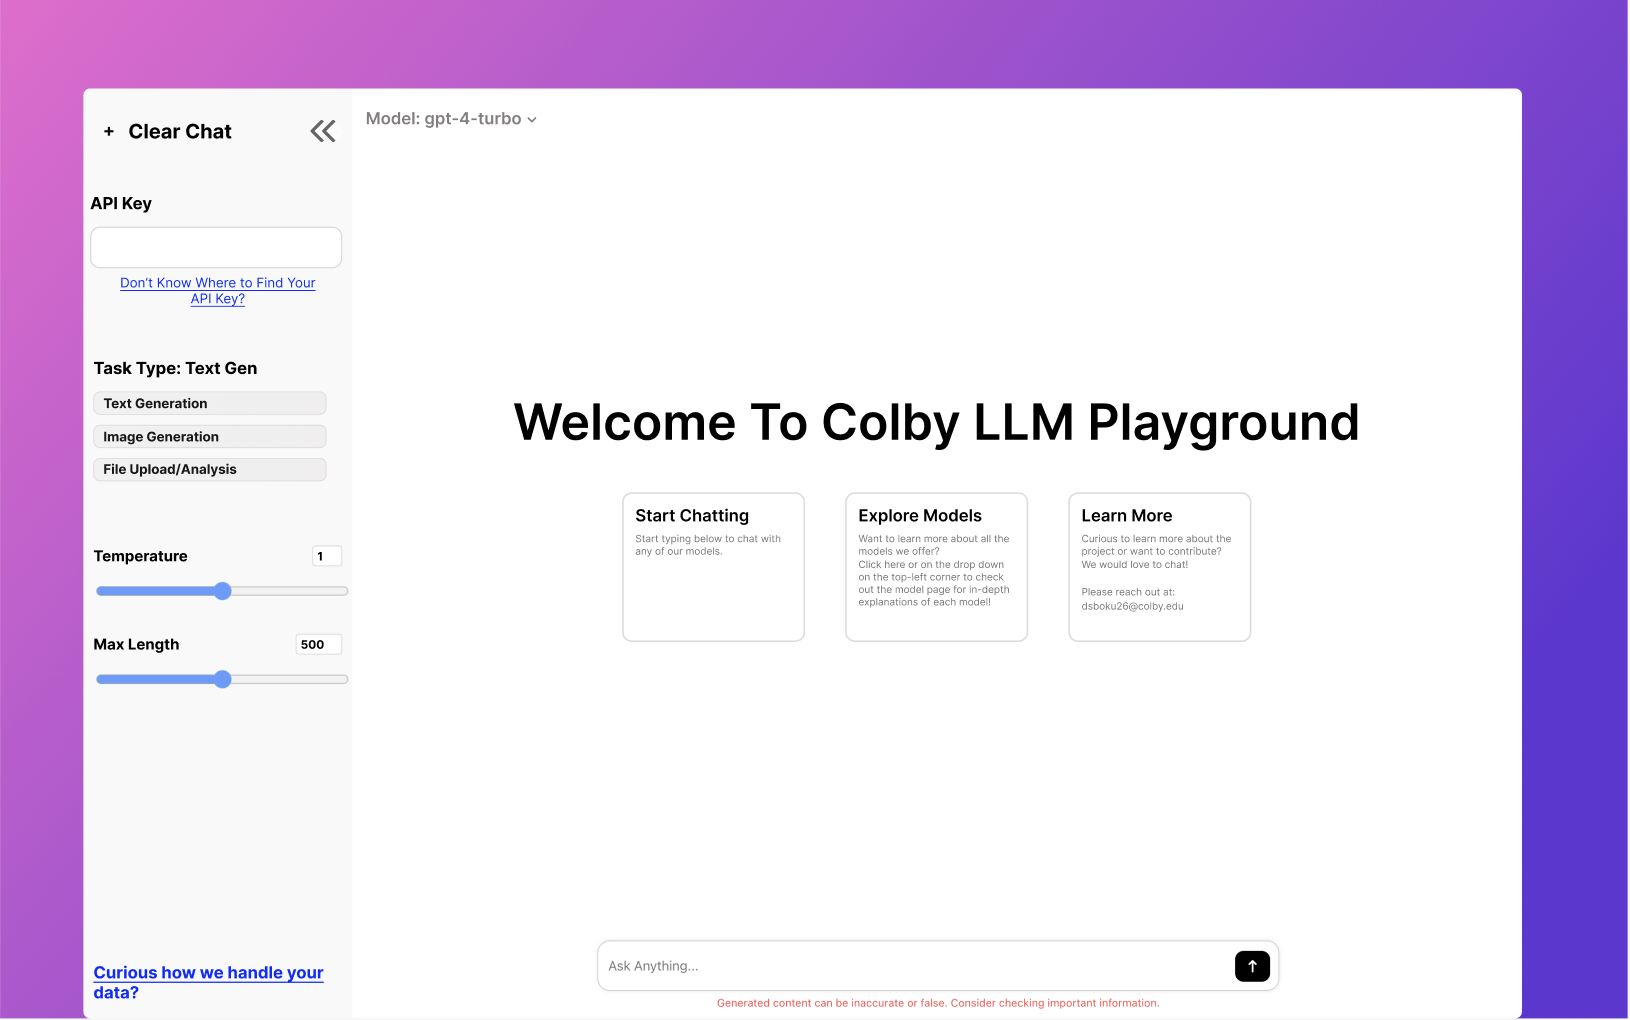 + Clear Chat
API Key
Don't Know Where to Find Your
API Key?
Task Type: Text Gen
Text Generation
Image Generation
File Upload/Analysis
Temperature 1
Max Length 500
Curious how we handle your
data?
Model: gpt-4-turbo
Welcome To Colby LLM Playground
Start Chatting
Start typing below to chat with
any of our models.
Explore Models
Want to learn more about all the
models we offer?
Click here or on the drop down
on the top-left corner to check
out the model page for in-depth
explanations of each model!
Learn More
Curious to learn more about the
project or want to contribute?
We would love to chat!
Please reach out at:
dsboku26@colby.edu
Ask Anything...
Generated content can be inaccurate or false. Consider checking important information.